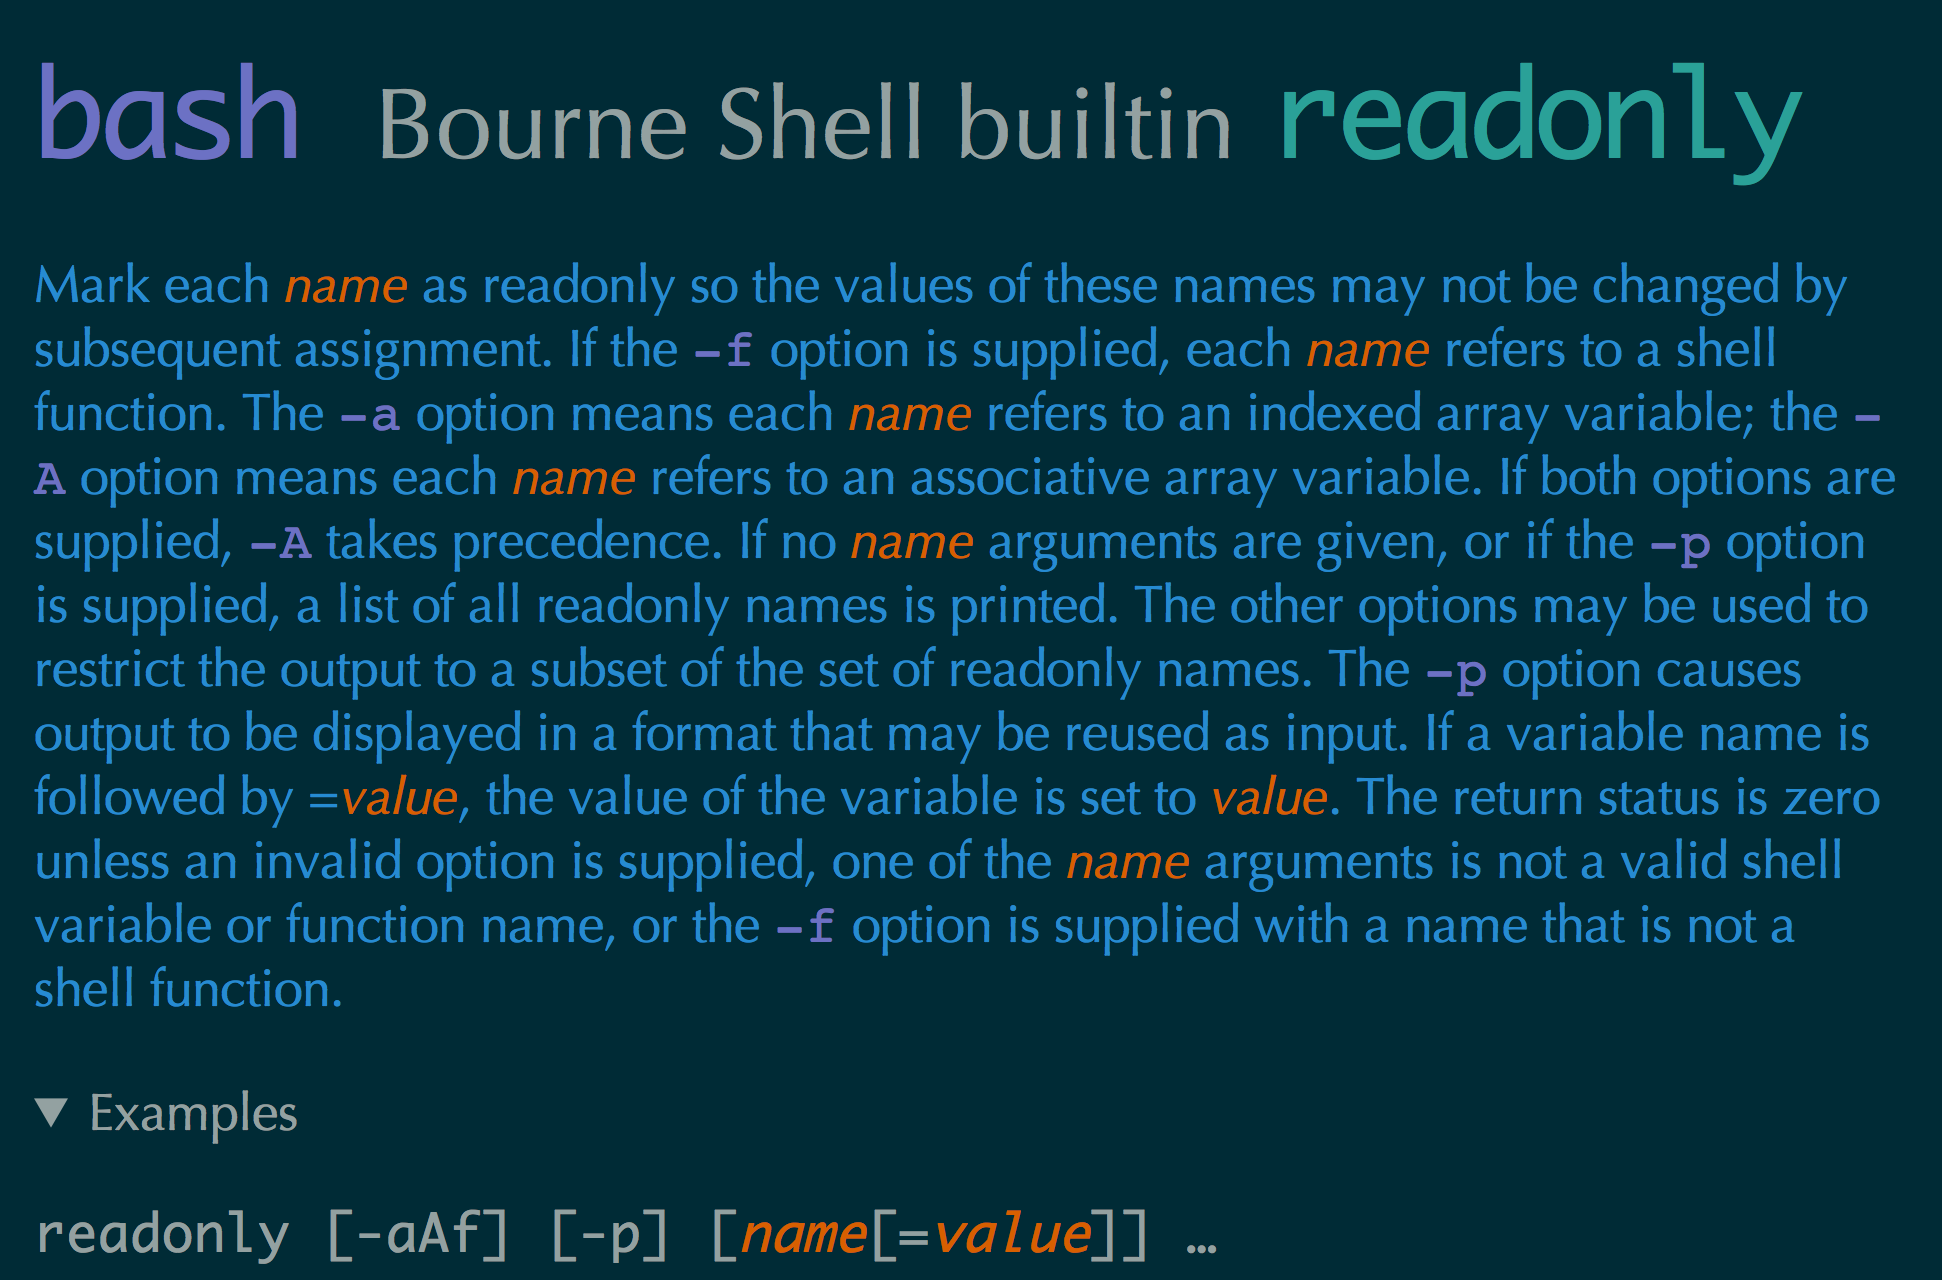 bash Bourne Shell builtin readonly
Mark each name as readonly so the values of these names may not be changed by
subsequent assignment. If the -f option is supplied, each name refers to a shell
function. The -a option means each name refers to an indexed array variable; the -
A option means each name refers to an associative array variable. If both options are
supplied, -A takes precedence. If no name arguments are given, or if the -p option
is supplied, a list of all readonly names is printed. The other options may be used to
restrict the output to a subset of the set of readonly names. The -p option causes
output to be displayed in a format that may be reused as input. If a variable name is
followed by =value, the value of the variable is set to value. The return status is zero
unless an invalid option is supplied, one of the name arguments is not a valid shell
variable or function name, or the -f option is supplied with a name that is not a
shell function.
▼ Examples
readonly [-aAf] [-p] [name[=value]] …